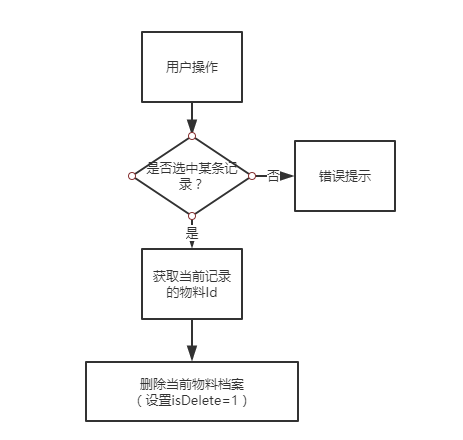 用户操作
是否选中某条记
录？
否
错误提示
是
获取当前记录
的物料Id
删除当前物料档案
（设置isDelete=1）